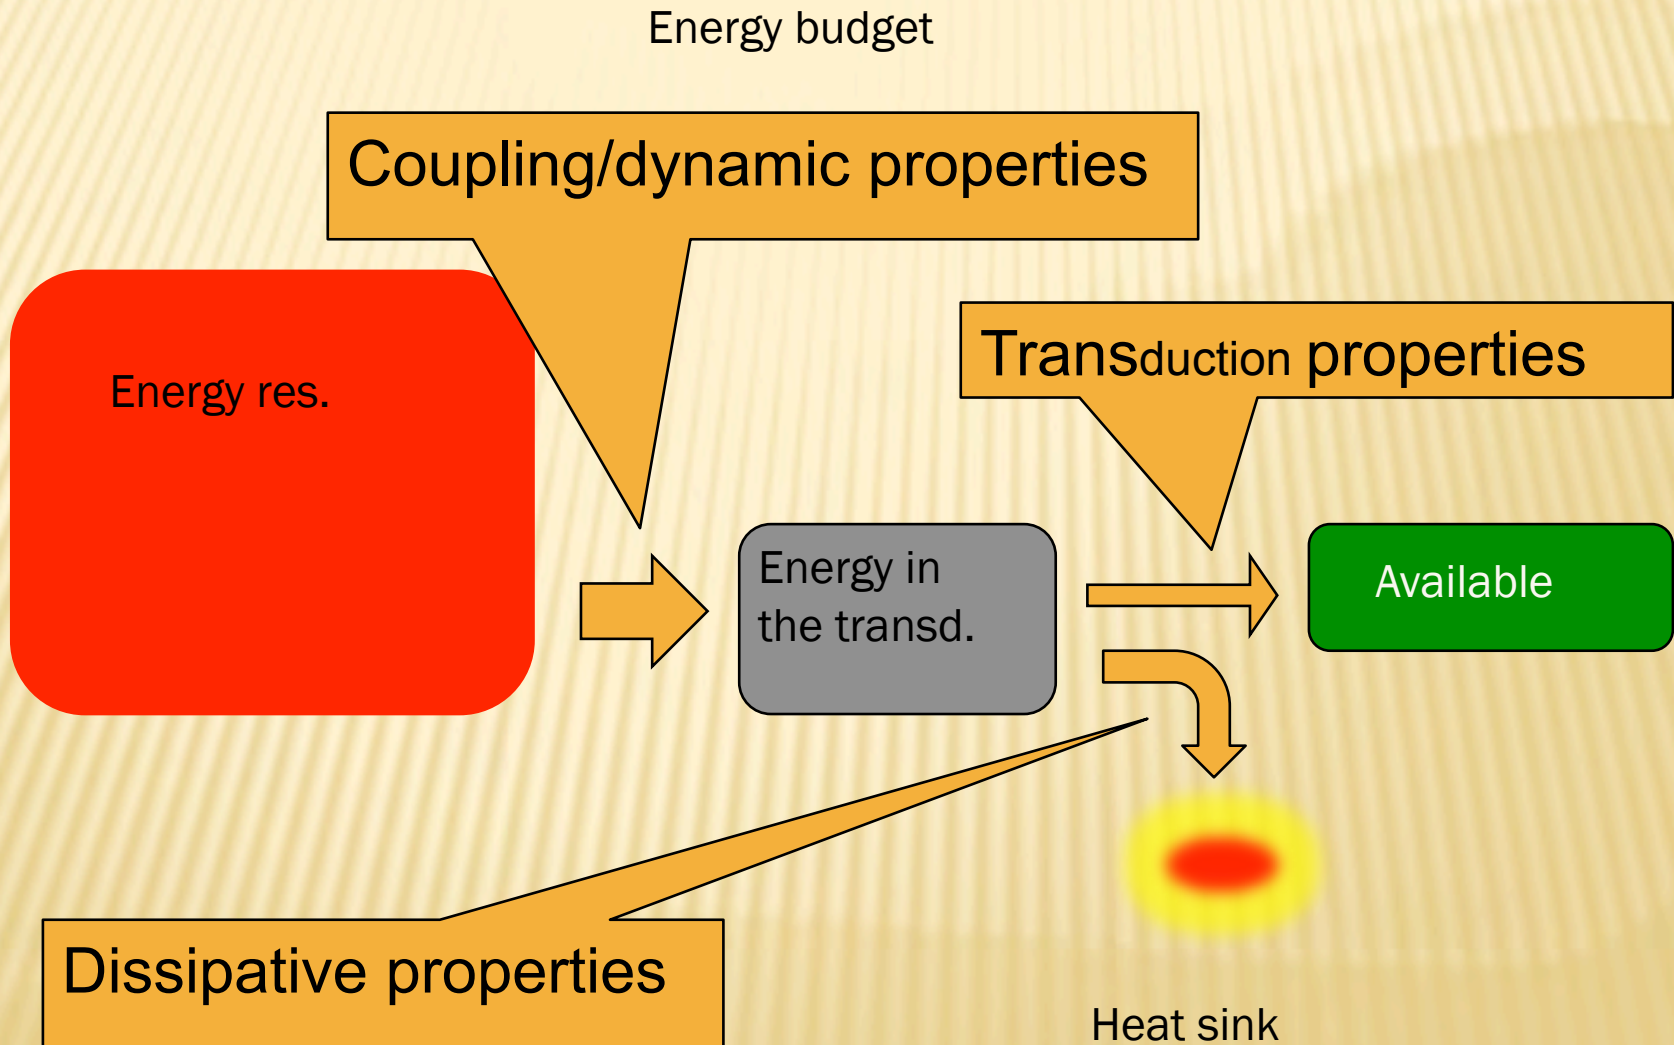 Energy budget
Coupling/dynamic properties
Transduction properties
Energy res.
Energy in
the transd.
Available
Dissipative properties
Heat sink